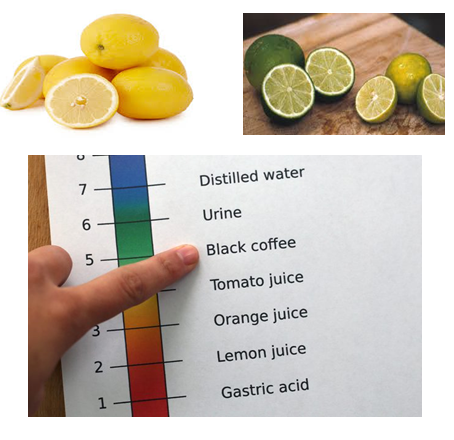 7 Distilled water
6 Urine
5 Black coffee
Tomato juice
3 Orange juice
2 Lemon juice
1 Gastric acid